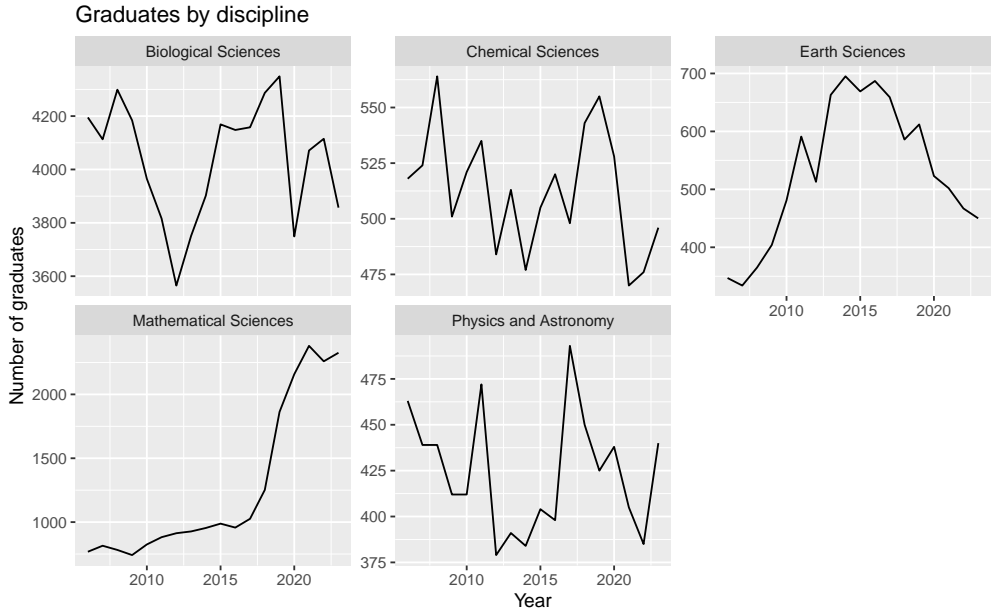 Graduates by discipline
Number of graduates
Biological Sciences
4200
4000
3800
3600
Chemical Sciences
550
525
500
475
Earth Sciences
700
600
500
400
2010 2015 2020
Mathematical Sciences
2000
1500
1000
2010 2015 2020
Physics and Astronomy
475
450
425
400
375
2010 2015 2020
Year